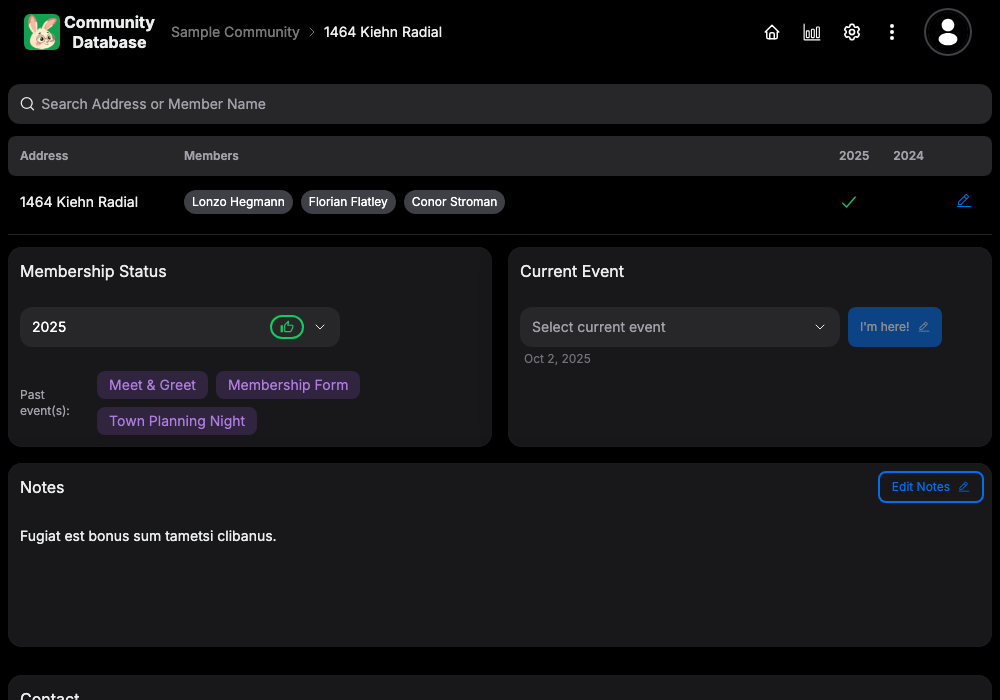 Community
Database
Sample Community > 1464 Kiehn Radial
Search Address or Member Name
Address Members 2025 2024
1464 Kiehn Radial Lonzo Hegmann Florian Flatley Conor Stroman
Membership Status
2025
Past
event(s):
Meet & Greet Membership Form
Town Planning Night
Current Event
Select current event I'm here!
Oct 2, 2025
Notes Edit Notes
Fugiat est bonus sum tametsi clibanus.
Contact